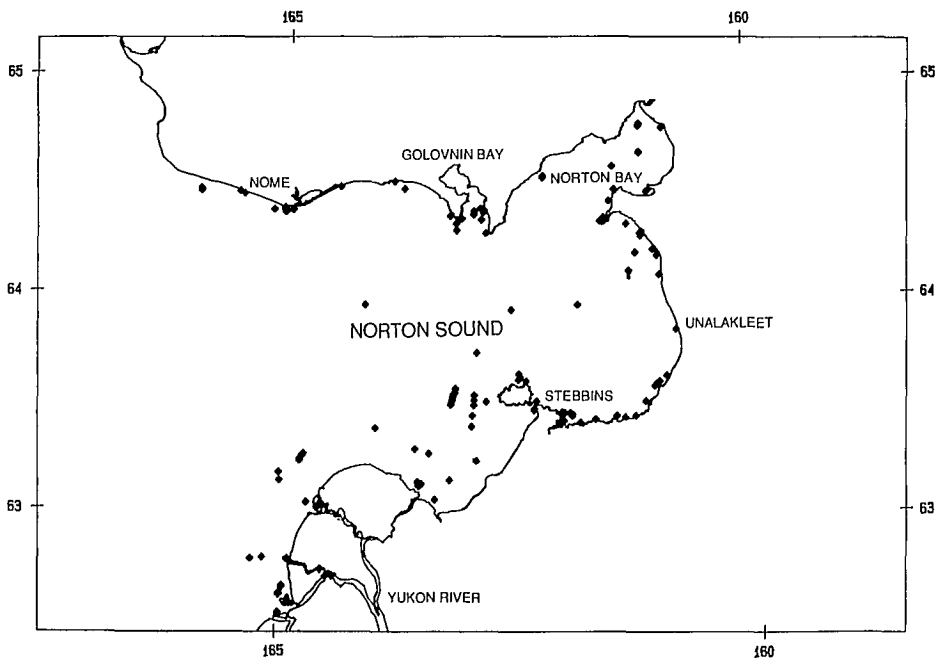 165 160
65 65
GOLOVNIN BAY
NOME
NORTON BAY
64 64
NORTON SOUND
UNALAKLEET
STEBBINS
63 63
YUKON RIVER
165 160